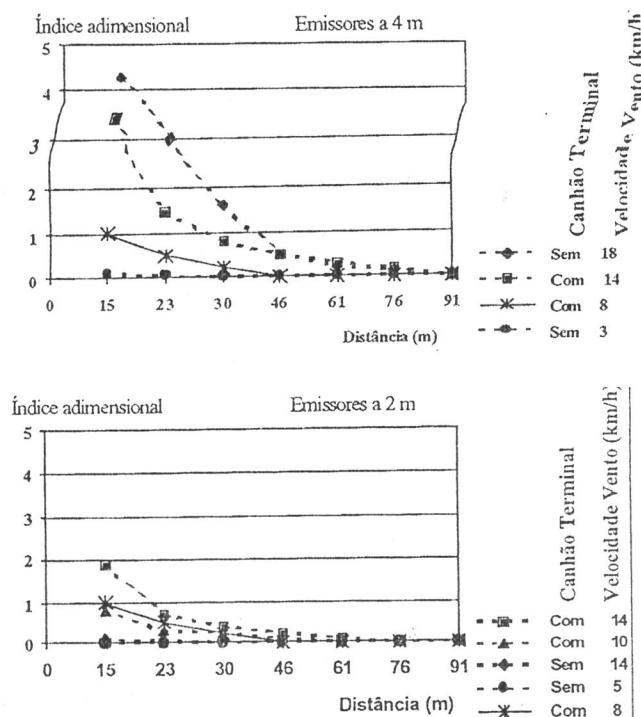 Índice adimensional Emissores a 4 m
5
4
3
2
1
0
0 15 23 30 46 61 76 91
Distância (m)
Canhão Terminal
Velocidade Vento (km/h
Sem 18
Com 14
Com 8
Sem 3
Índice adimensional Emissores a 2 m
5
4
3
2
1
0
0 15 23 30 46 61 76 91
Distância (m)
Canhão Terminal
Velocidade Vento (km/h)
Com 14
Com 10
Sem 14
Sem 5
Com 8